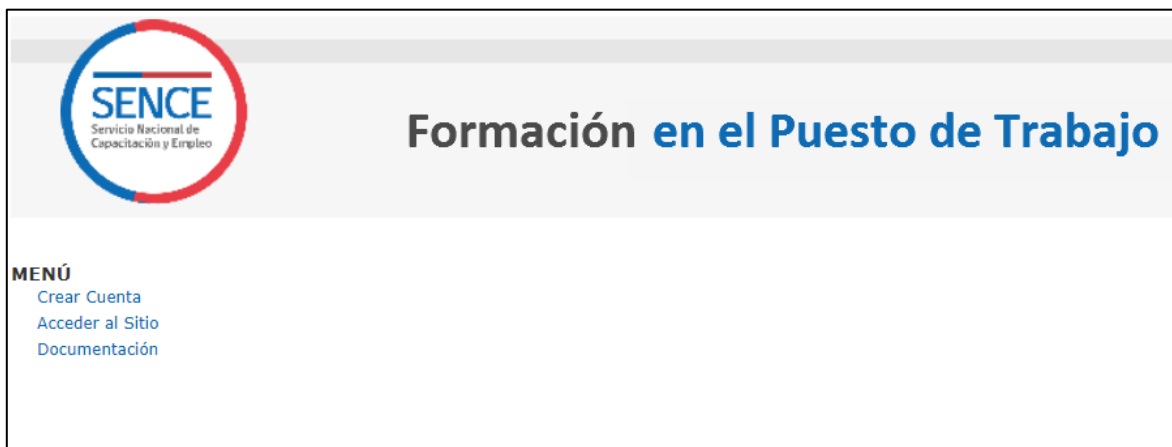 SENCE
Servicio Nacional de
Capacitación y Empleo
Formación en el Puesto de Trabajo
MENÚ
Crear Cuenta
Acceder al Sitio
Documentación